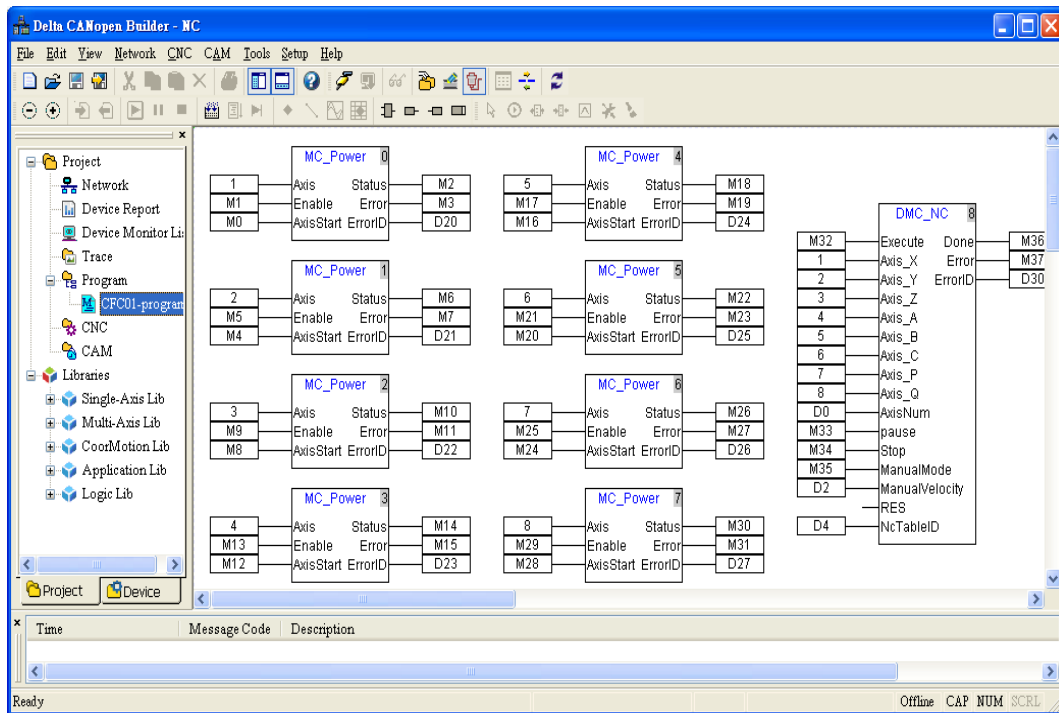 Delta CANopen Builder - NC
File Edit View Network CNC CAM Tools Setup Help
Project
Network
Device Report
Device Monitor Li
Trace
Program
CFC01-program
CNC
CAM
Libraries
Single-Axis Lib
Multi-Axis Lib
CoorMotion Lib
Application Lib
Logic Lib
Project Device
MC_Power 0
1 Axis Status M2
M1 Enable Error M3
M0 AxisStart ErrorID D20
MC_Power 1
2 Axis Status M6
M5 Enable Error M7
M4 AxisStart ErrorID D21
MC_Power 2
3 Axis Status M10
M9 Enable Error M11
M8 AxisStart ErrorID D22
MC_Power 3
4 Axis Status M14
M13 Enable Error M15
M12 AxisStart ErrorID D23
MC_Power 4
5 Axis Status M18
M17 Enable Error M19
M16 AxisStart ErrorID D24
MC_Power 5
6 Axis Status M22
M21 Enable Error M23
M20 AxisStart ErrorID D25
MC_Power 6
7 Axis Status M26
M25 Enable Error M27
M24 AxisStart ErrorID D26
MC_Power 7
8 Axis Status M30
M29 Enable Error M31
M28 AxisStart ErrorID D27
DMC_NC 8
M32 Execute Done M36
1 Axis_X Error M37
2 Axis_Y ErrorID D30
3 Axis_Z
4 Axis_A
5 Axis_B
6 Axis_C
7 Axis_P
8 Axis_Q
D0 AxisNum
M33 pause
M34 Stop
M35 ManualMode
D2 ManualVelocity
RES
D4 NcTableID
Time Message Code Description
Ready Offline CAP NUM SCRL